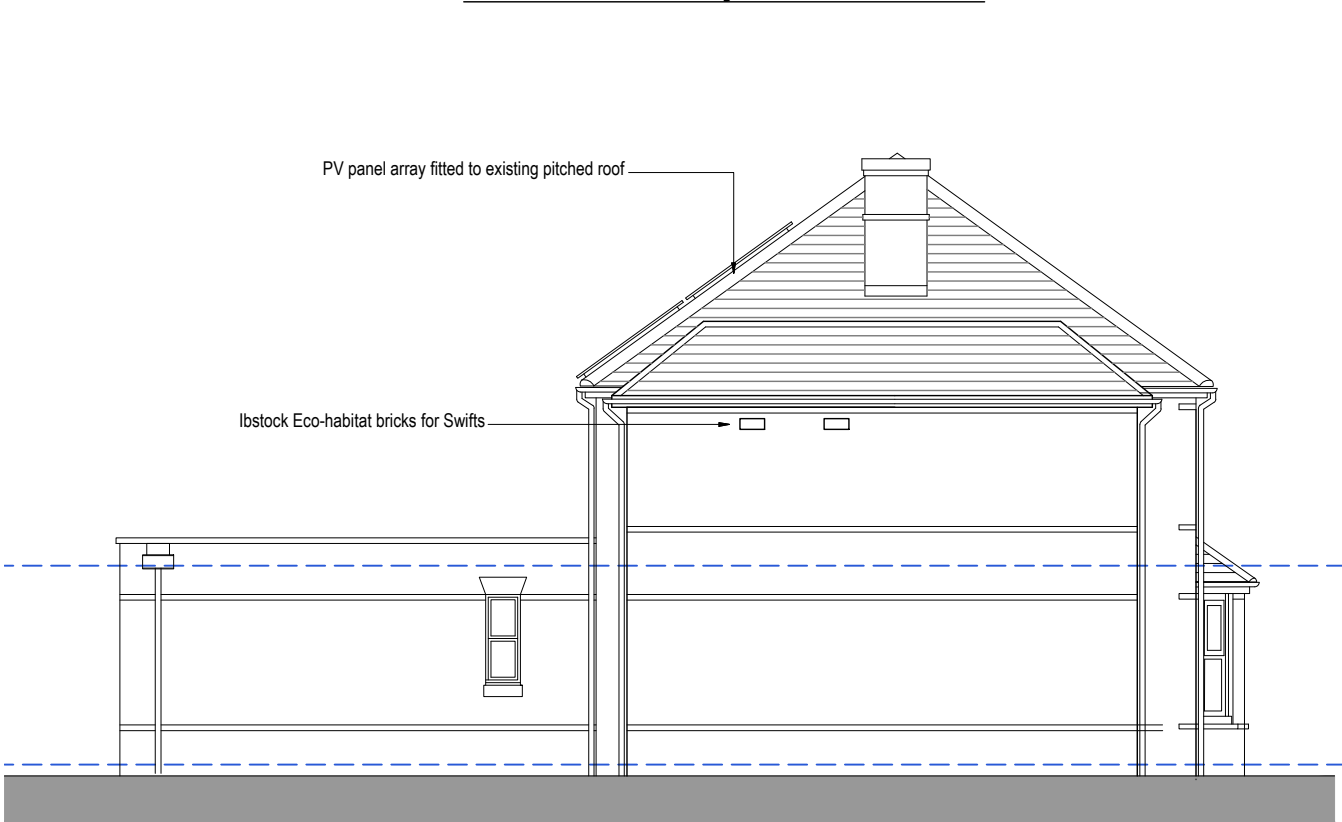 PV panel array fitted to existing pitched roof
Ibstock Eco-habitat bricks for Swifts